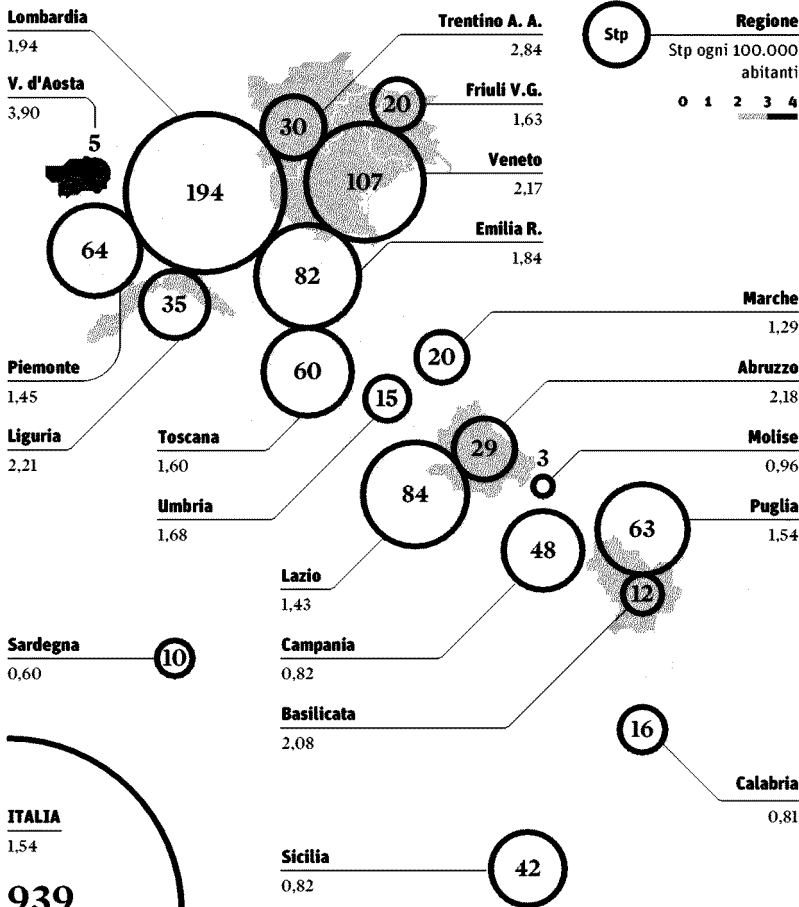 Lombardia
1,94
V. d'Aosta
3,90
5
Trentino A. A.
2,84
Friuli V.G.
1,63
Veneto
2,17
Emilia R.
1,84
Stp
Regione
Stp ogni 100.000
abitanti
0 1 2 3 4
30
20
194
107
64
82
35
Marche
1,29
20
60
15
Piemonte
1,45
Abruzzo
2,18
Liguria
2,21
Toscana
1,60
29
3
Molise
0,96
84
Umbria
1,68
63
Puglia
1,54
48
12
Lazio
1,43
Sardegna
0,60
10
Campania
0,82
Basilicata
2,08
16
Calabria
0,81
ITALIA
1,54
939
Sicilia
0,82
42